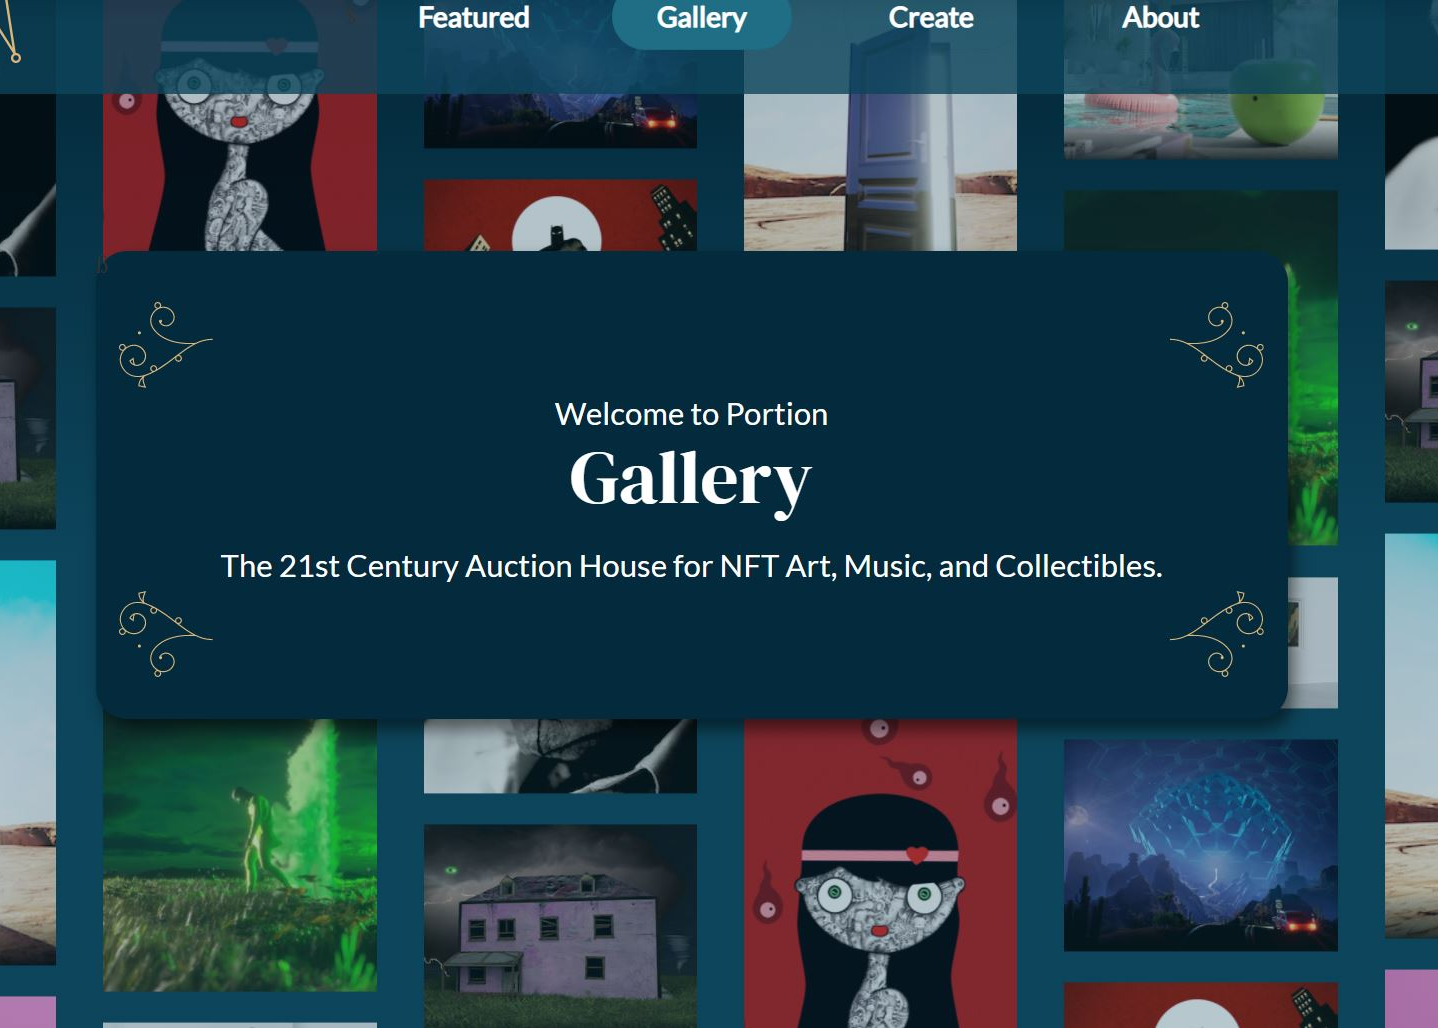 Featured
Gallery
Create
About
Welcome to Portion
Gallery
The 21st Century Auction House for NFT Art, Music, and Collectibles.